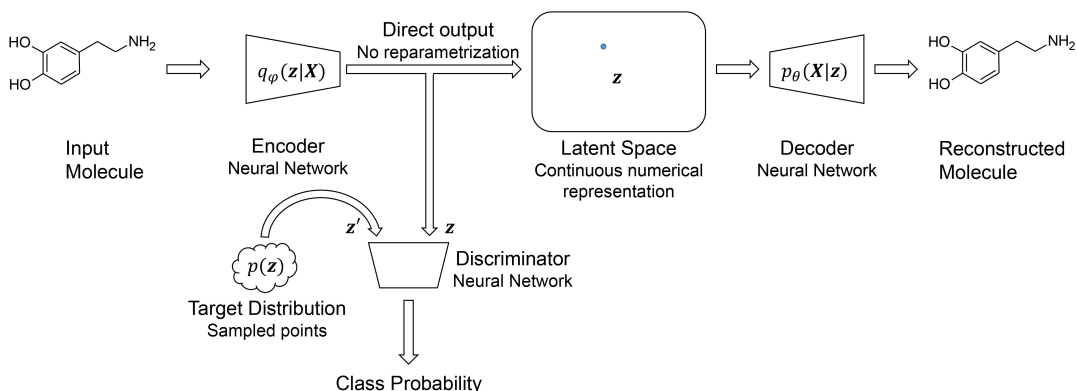 HO
HO
NH2
Input
Molecule
qφ(z|X)
Encoder
Neural Network
Direct output
No reparametrization
z
Latent Space
Continuous numerical
representation
pθ(X|z)
Decoder
Neural Network
HO
HO
NH2
Reconstructed
Molecule
z′
z
p(z)
Target Distribution
Sampled points
Discriminator
Neural Network
Class Probability